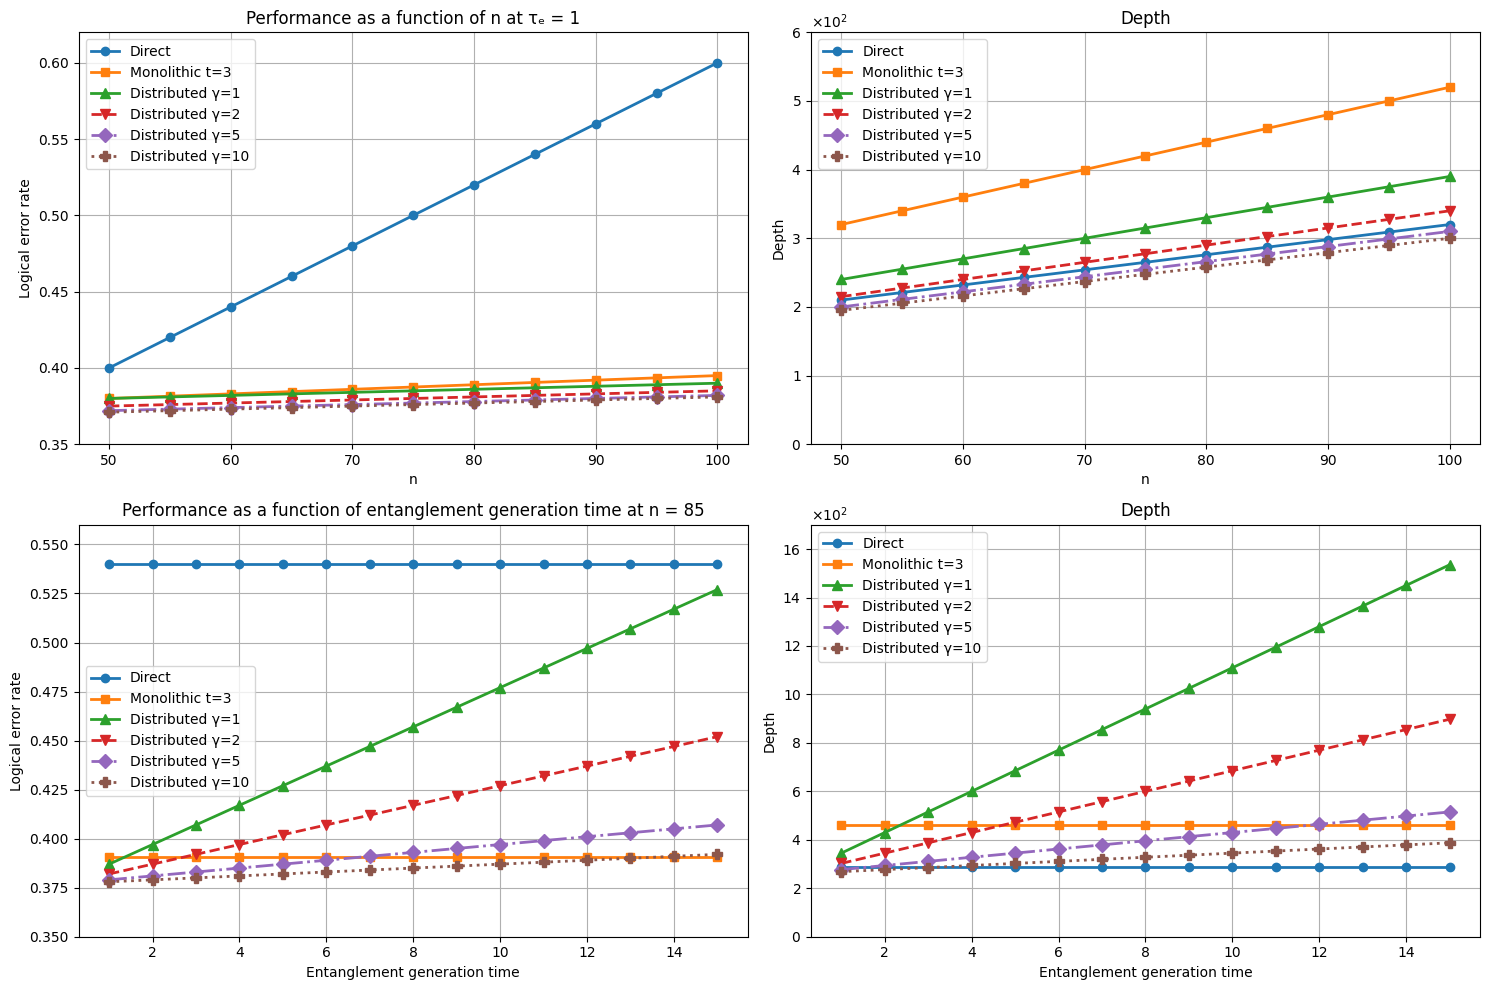 Performance as a function of n at τₑ = 1
Logical error rate
0.60
0.55
0.50
0.45
0.40
0.35
Direct
Monolithic t=3
Distributed γ=1
Distributed γ=2
Distributed γ=5
Distributed γ=10
50 60 70 80 90 100
n
Depth
×10²
Depth
6
5
4
3
2
1
0
Direct
Monolithic t=3
Distributed γ=1
Distributed γ=2
Distributed γ=5
Distributed γ=10
50 60 70 80 90 100
n
Performance as a function of entanglement generation time at n = 85
Logical error rate
0.550
0.525
0.500
0.475
0.450
0.425
0.400
0.375
0.350
Direct
Monolithic t=3
Distributed γ=1
Distributed γ=2
Distributed γ=5
Distributed γ=10
2 4 6 8 10 12 14
Entanglement generation time
Depth
×10²
Depth
16
14
12
10
8
6
4
2
0
Direct
Monolithic t=3
Distributed γ=1
Distributed γ=2
Distributed γ=5
Distributed γ=10
2 4 6 8 10 12 14
Entanglement generation time